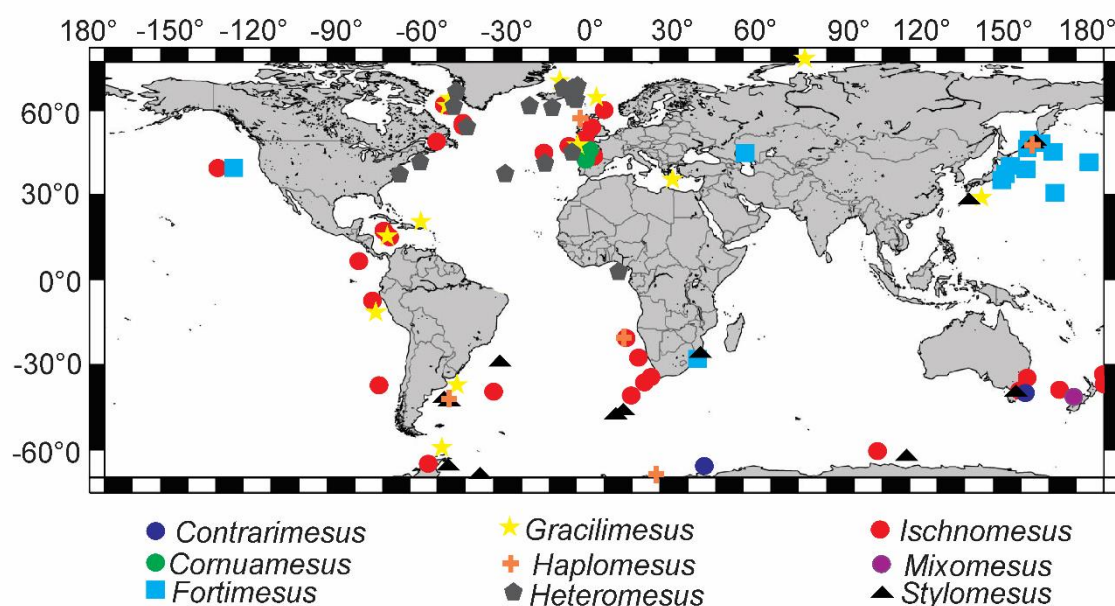 180° -120° -90° -60° -30° 0° 30° 60° 90° 120° 150° 180°
60°0
30°0
0°0
-30°0
-60°0
Contrarimesus Gracilimesus Ischnomesus
Cornuamesus Haplomesus Mixomesus
Fortimesus Heteromesus Stylomesus